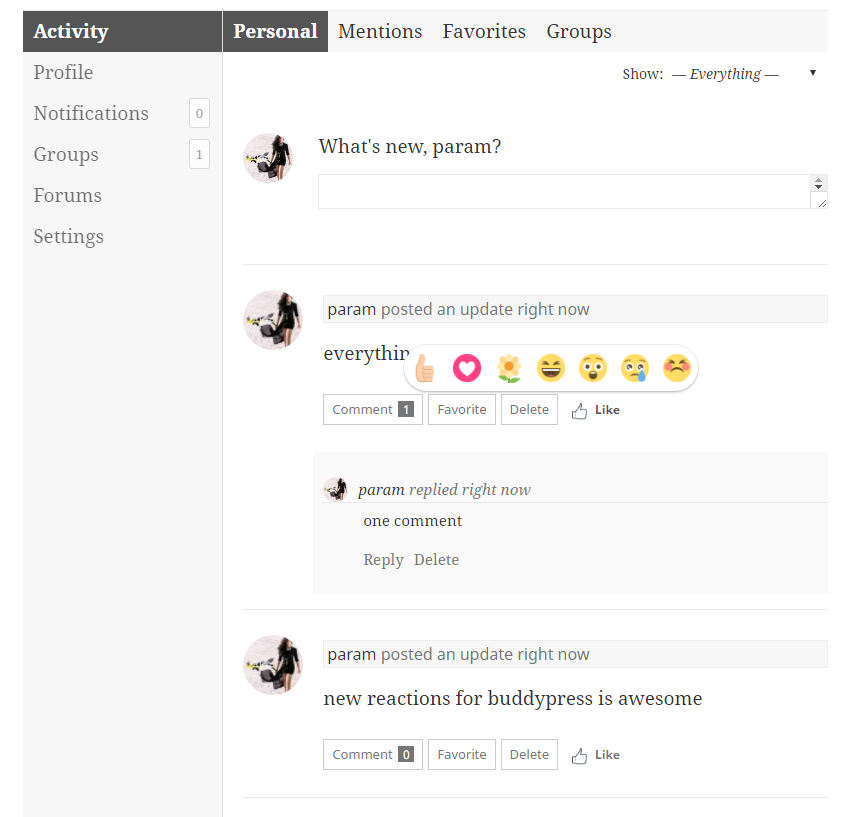 Activity
Personal Mentions Favorites Groups
Profile
Notifications 0
Groups 1
Forums
Settings
Show: — Everything —
What's new, param?
param posted an update right now
everythin
Comment 1 Favorite Delete Like
param replied right now
one comment
Reply Delete
param posted an update right now
new reactions for buddypress is awesome
Comment 0 Favorite Delete Like